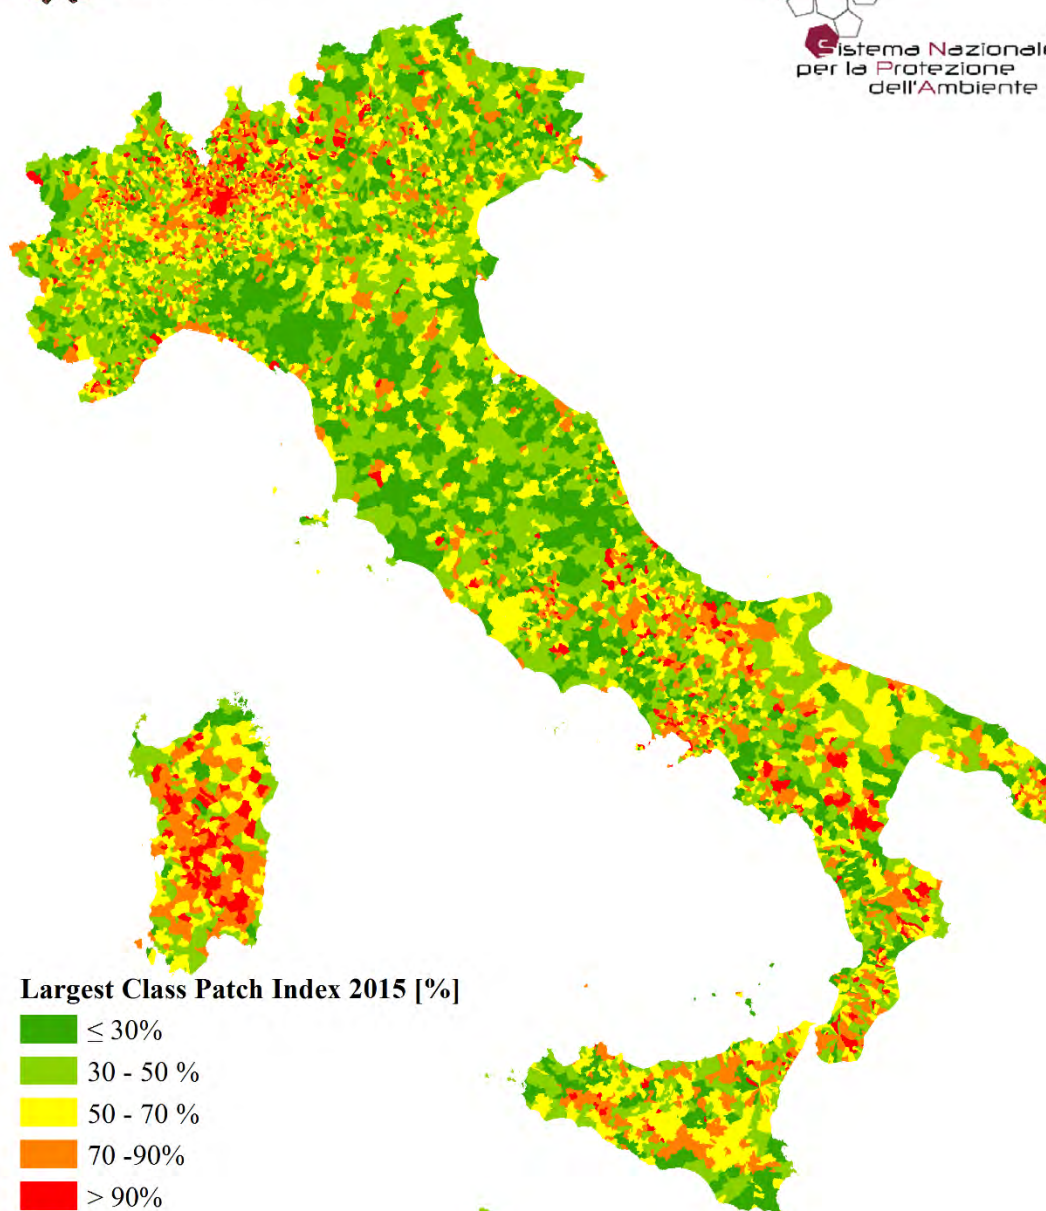 Sistema Nazionale
per la Protezione
dell'Ambiente
Largest Class Patch Index 2015 [%]
≤ 30%
30 - 50 %
50 - 70 %
70 -90%
> 90%